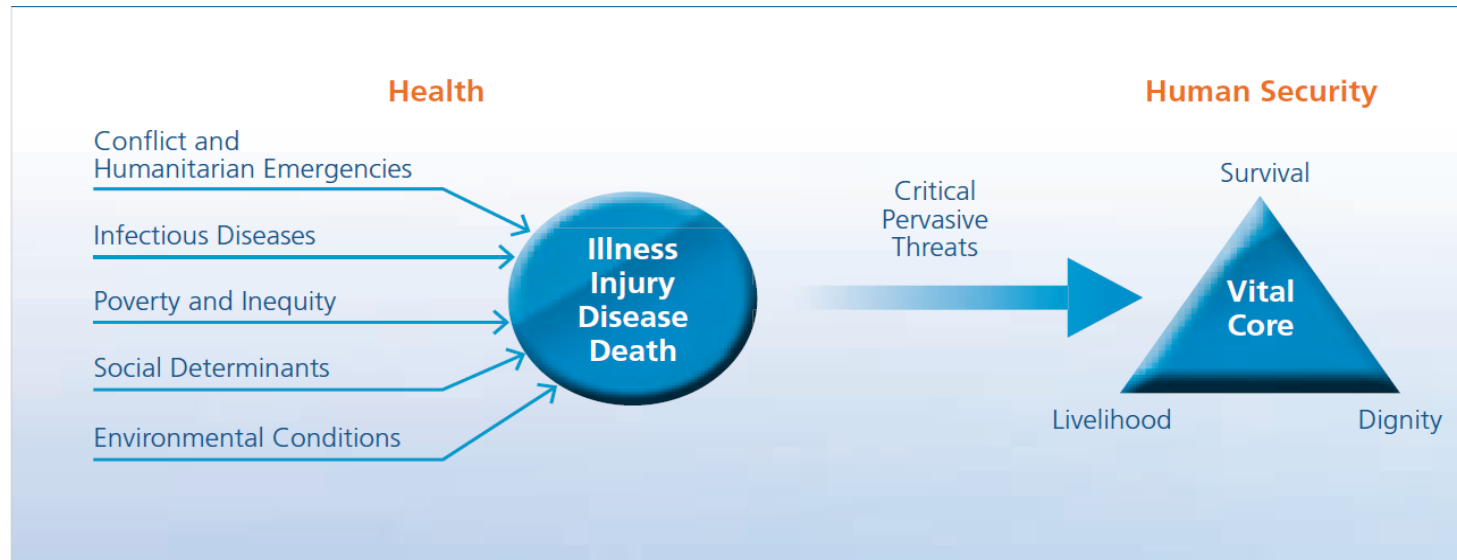 Health
Human Security
Conflict and
Humanitarian Emergencies
Infectious Diseases
Poverty and Inequity
Social Determinants
Environmental Conditions
Illness
Injury
Disease
Death
Critical
Pervasive
Threats
Survival
Vital
Core
Livelihood
Dignity